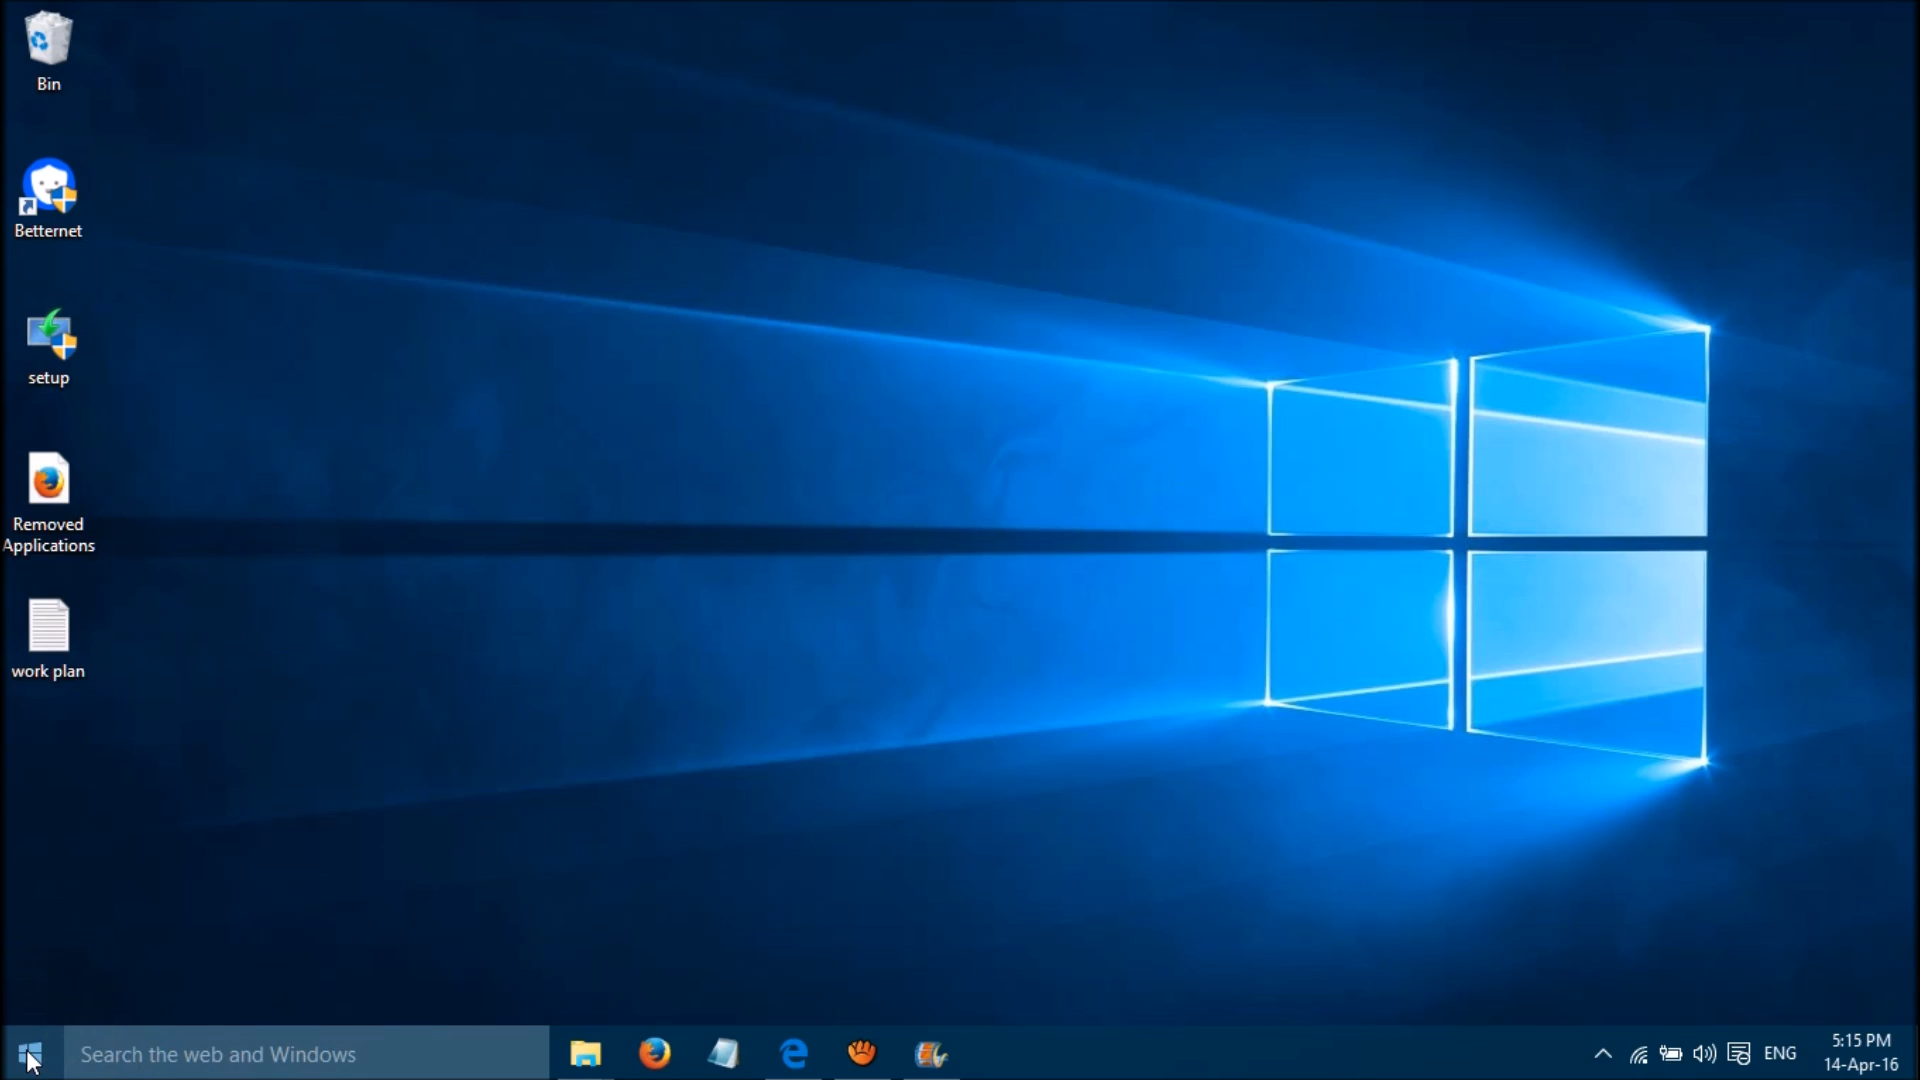 Bin
Betternet
setup
Removed
Applications
work plan
Search the web and Windows
ENG
5:15 PM
14-Apr-16